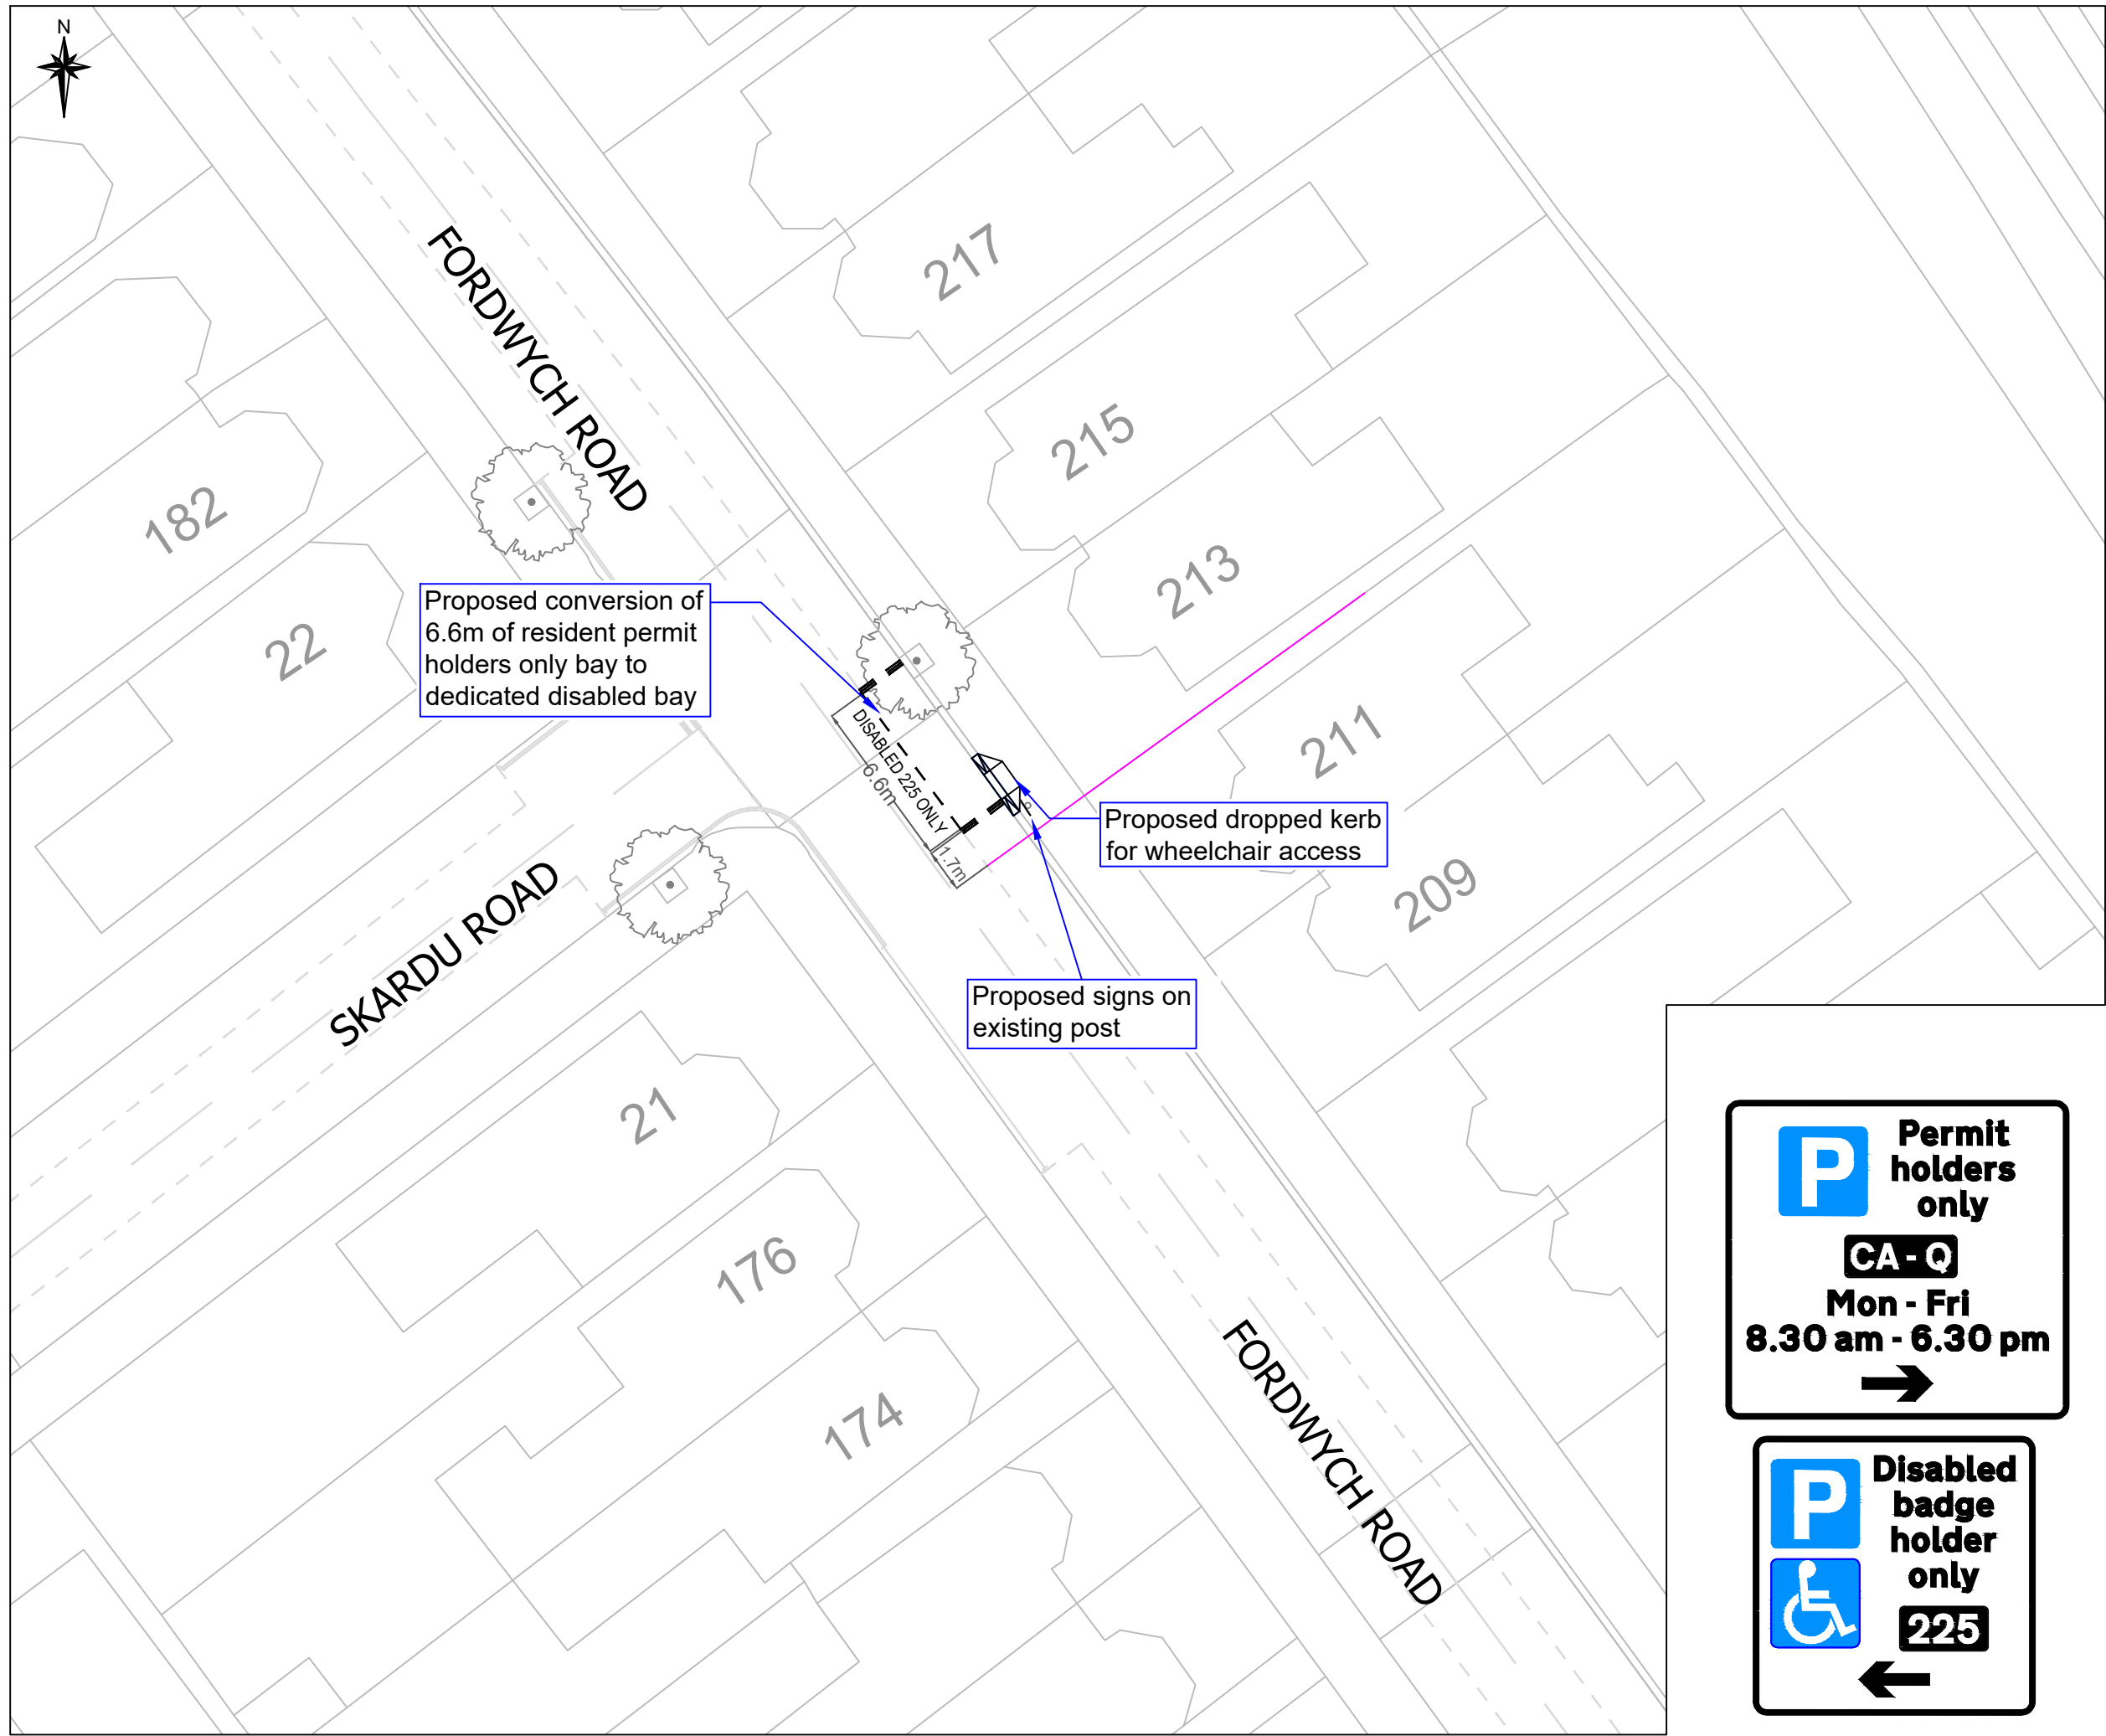 N
FORDWYCH ROAD
217
215
182
213
Proposed conversion of
6.6m of resident permit
holders only bay to
dedicated disabled bay
22
DISABLED 225 ONLY
6.6m
1.7m
211
Proposed dropped kerb
for wheelchair access
209
SKARDU ROAD
Proposed signs on
existing post
21
176
174
FORDWYCH ROAD
P
Permit
holders
only
CA - Q
Mon - Fri
8.30 am - 6.30 pm
P
Disabled
badge
holder
only
225